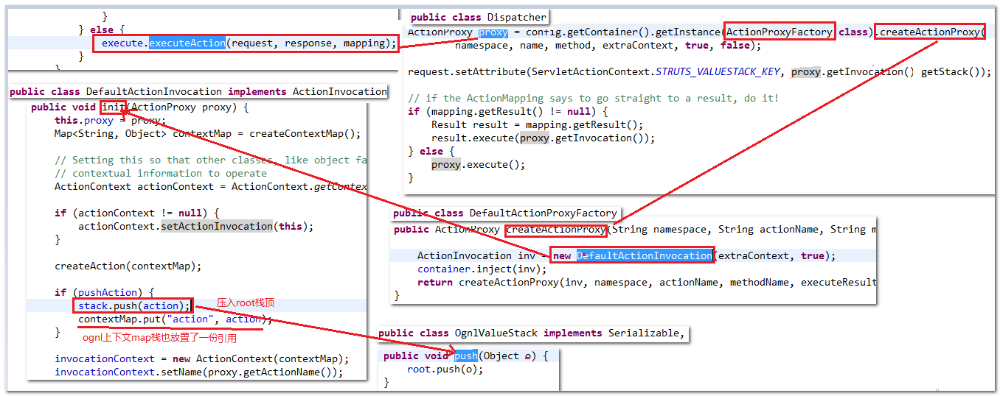 }
} else {
execute.executeAction(request, response, mapping);
}
}
public class Dispatcher
ActionProxy proxy = config.getContainer().getInstance(ActionProxyFactory.class).createActionProxy(
namespace, name, method, extraContext, true, false);
request.setAttribute(ServletActionContext.STRUTS_VALUESTACK_KEY, proxy.getInvocation() getStack());
// if the ActionMapping says to go straight to a result, do it!
if (mapping.getResult() != null) {
Result result = mapping.getResult();
result.execute(proxy.getInvocation());
} else {
proxy.execute();
}
public class DefaultActionInvocation implements ActionInvocation
public void init(ActionProxy proxy) {
this.proxy = proxy;
Map<String, Object> contextMap = createContextMap();
// Setting this so that other classes, like object fa
// contextual information to operate
ActionContext actionContext = ActionContext.getContex
if (actionContext != null) {
actionContext.setActionInvocation(this);
}
createAction(contextMap);
if (pushAction) {
stack.push(action);
压入root栈顶
contextMap.put("action", action);
}
ognl上下文map栈也放置了一份引用
invocationContext = new ActionContext(contextMap);
invocationContext.setName(proxy.getActionName());
public class DefaultActionProxyFactory
public ActionProxy createActionProxy(String namespace, String actionName, String m
ActionInvocation inv = new DefaultActionInvocation(extraContext, true);
container.inject(inv);
return createActionProxy(inv, namespace, actionName, methodName, executeResult
}
public class OgnlValueStack implements Serializable,
public void push(Object o) {
root.push(o);
}